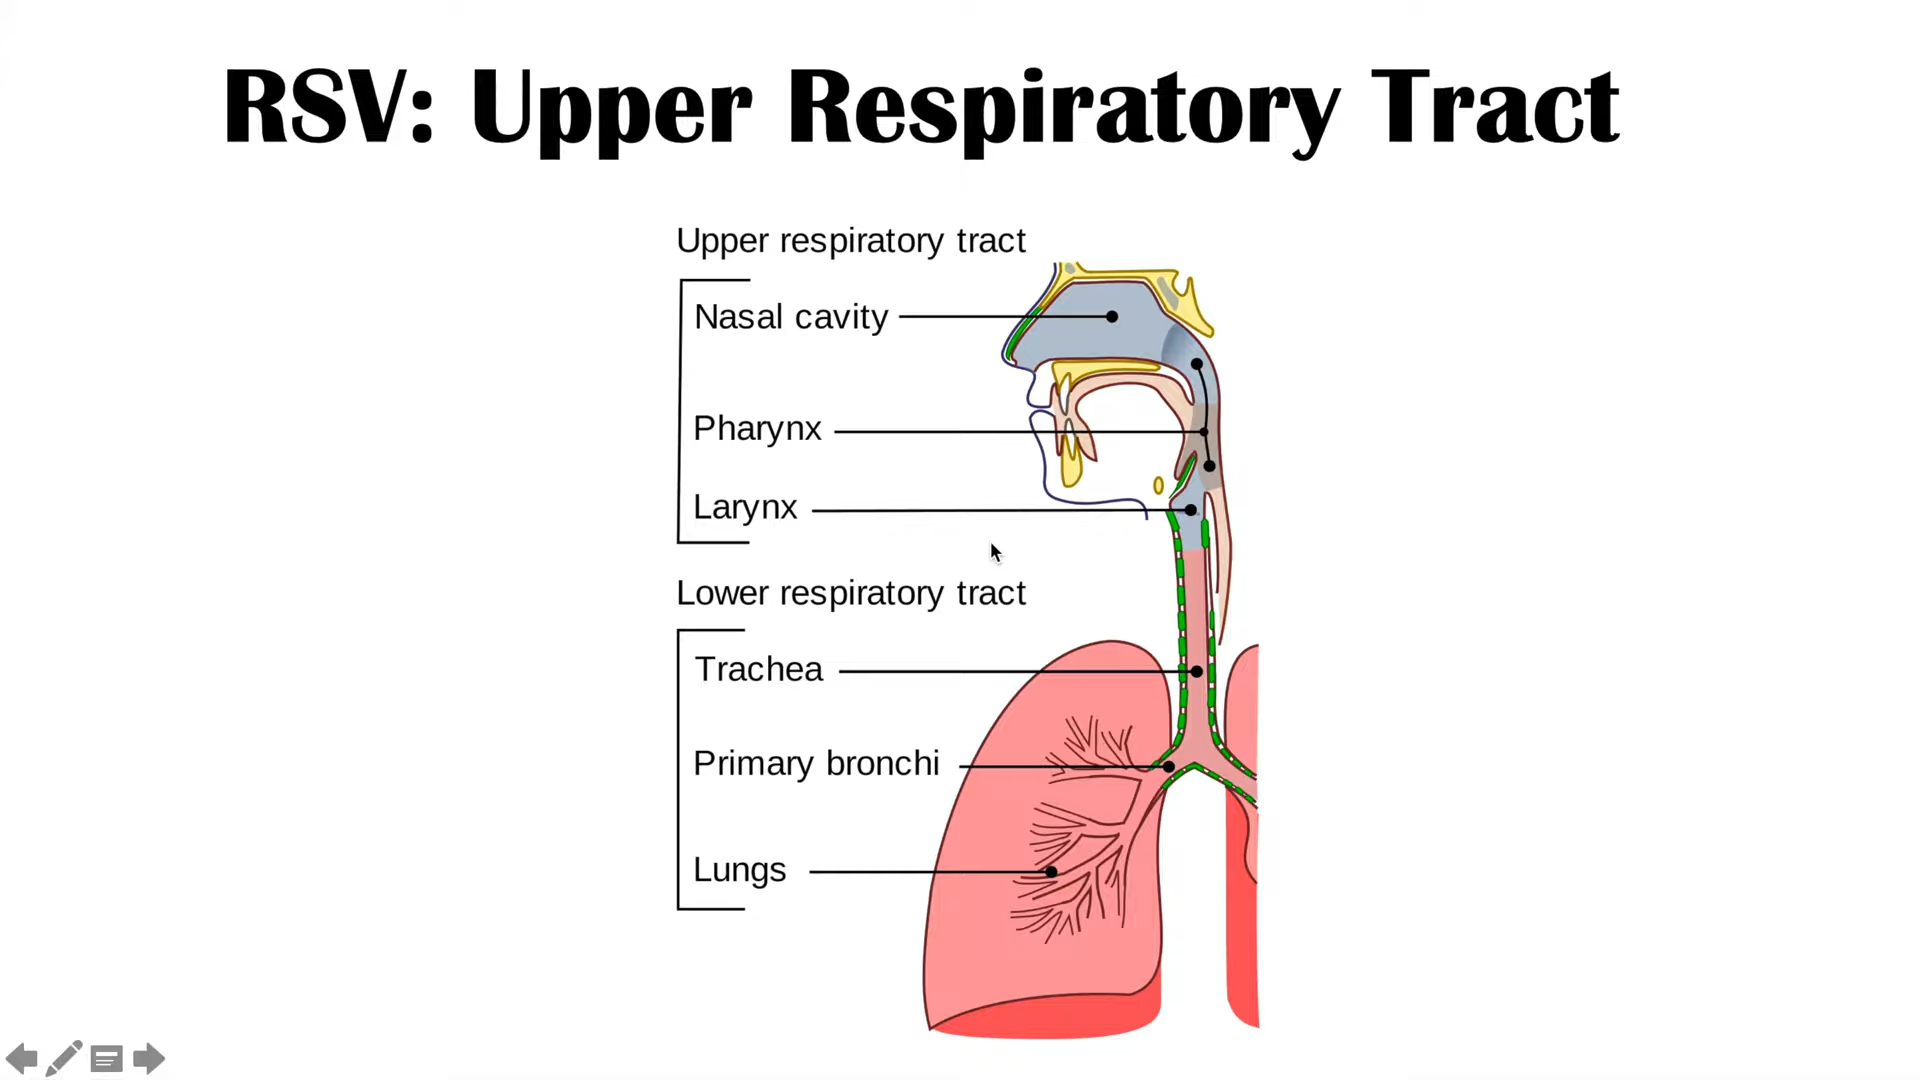 RSV: Upper Respiratory Tract
Upper respiratory tract
Nasal cavity
Pharynx
Larynx
Lower respiratory tract
Trachea
Primary bronchi
Lungs